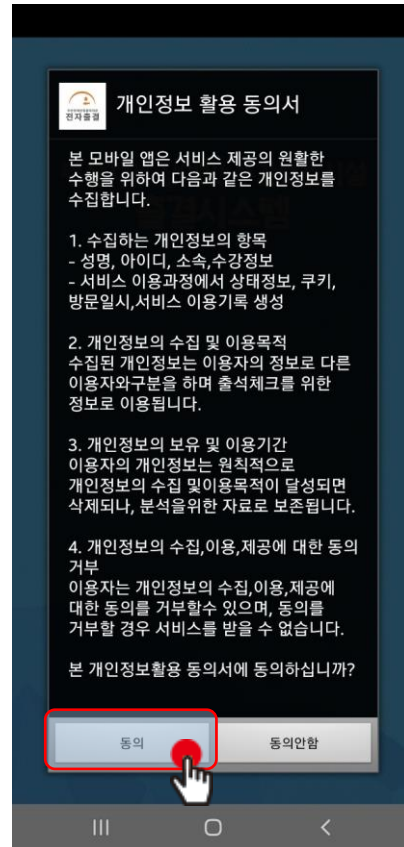 전자출결
개인정보 활용 동의서
본 모바일 앱은 서비스 제공의 원활한
수행을 위하여 다음과 같은 개인정보를
수집합니다.
1. 수집하는 개인정보의 항목
- 성명, 아이디, 소속,수강정보
- 서비스 이용과정에서 상태정보, 쿠키,
방문일시,서비스 이용기록 생성
2. 개인정보의 수집 및 이용목적
수집된 개인정보는 이용자의 정보로 다른
이용자와구분을 하며 출석체크를 위한
정보로 이용됩니다.
3. 개인정보의 보유 및 이용기간
이용자의 개인정보는 원칙적으로
개인정보의 수집 및이용목적이 달성되면
삭제되나, 분석을위한 자료로 보존됩니다.
4. 개인정보의 수집,이용,제공에 대한 동의
거부
이용자는 개인정보의 수집,이용,제공에
대한 동의를 거부할수 있으며, 동의를
거부할 경우 서비스를 받을 수 없습니다.
본 개인정보활용 동의서에 동의하십니까?
동의
동의안함